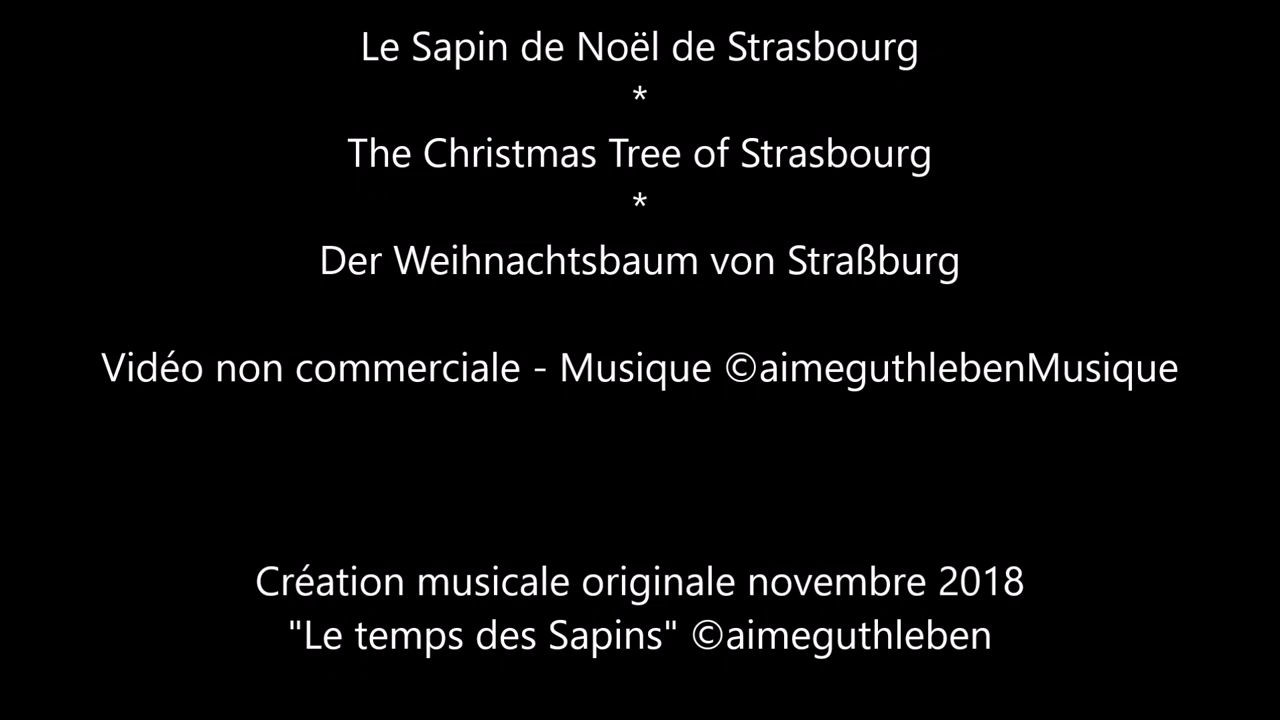 Le Sapin de Noël de Strasbourg
*
The Christmas Tree of Strasbourg
*
Der Weihnachtsbaum von Straßburg
Vidéo non commerciale - Musique ©aimeguthlebenMusique
Création musicale originale novembre 2018
"Le temps des Sapins" ©aimeguthleben